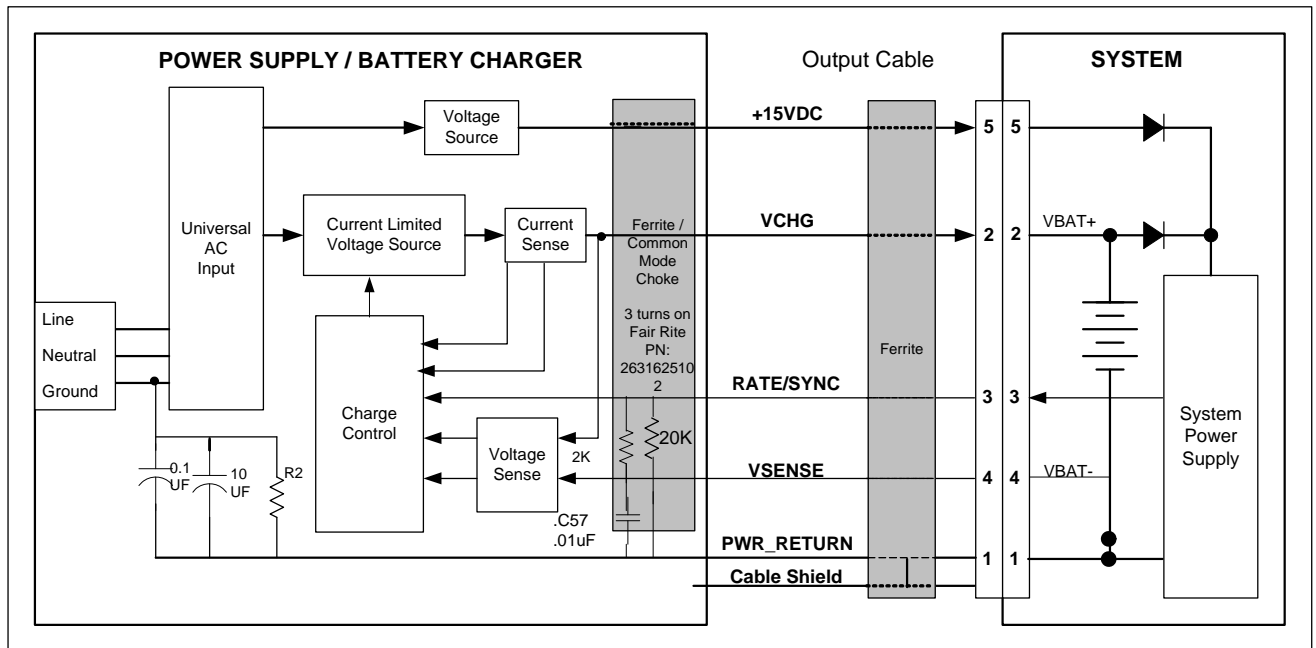 POWER SUPPLY / BATTERY CHARGER
Output Cable
SYSTEM
Universal
AC
Input
Voltage
Source
+15VDC
5
5
Current Limited
Voltage Source
Current
Sense
Ferrite /
Common
Mode
Choke
3 turns on
Fair Rite
PN:
263162510
2
VCHG
2
2
VBAT+
Line
Neutral
Ground
Ferrite
Charge
Control
RATE/SYNC
3
3
System
Power
Supply
Voltage
Sense
2K
20K
VSENSE
4
4
VBAT-
0.1
UF
10
UF
R2
.C57
.01uF
PWR_RETURN
1
1
Cable Shield